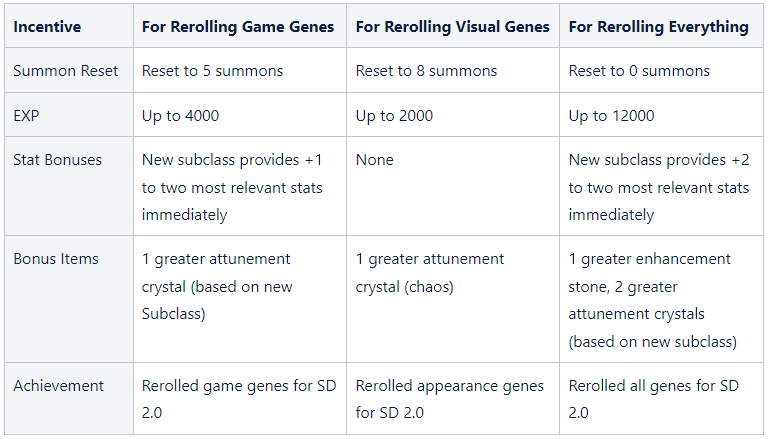 Incentive
For Rerolling Game Genes
For Rerolling Visual Genes
For Rerolling Everything
Summon Reset
Reset to 5 summons
Reset to 8 summons
Reset to 0 summons
EXP
Up to 4000
Up to 2000
Up to 12000
Stat Bonuses
New subclass provides +1
to two most relevant stats
immediately
None
New subclass provides +2
to two most relevant stats
immediately
Bonus Items
1 greater attunement
crystal (based on new
Subclass)
1 greater attunement
crystal (chaos)
1 greater enhancement
stone, 2 greater
attunement crystals
(based on new subclass)
Achievement
Rerolled game genes for SD
2.0
Rerolled appearance genes
for SD 2.0
Rerolled all genes for SD
2.0